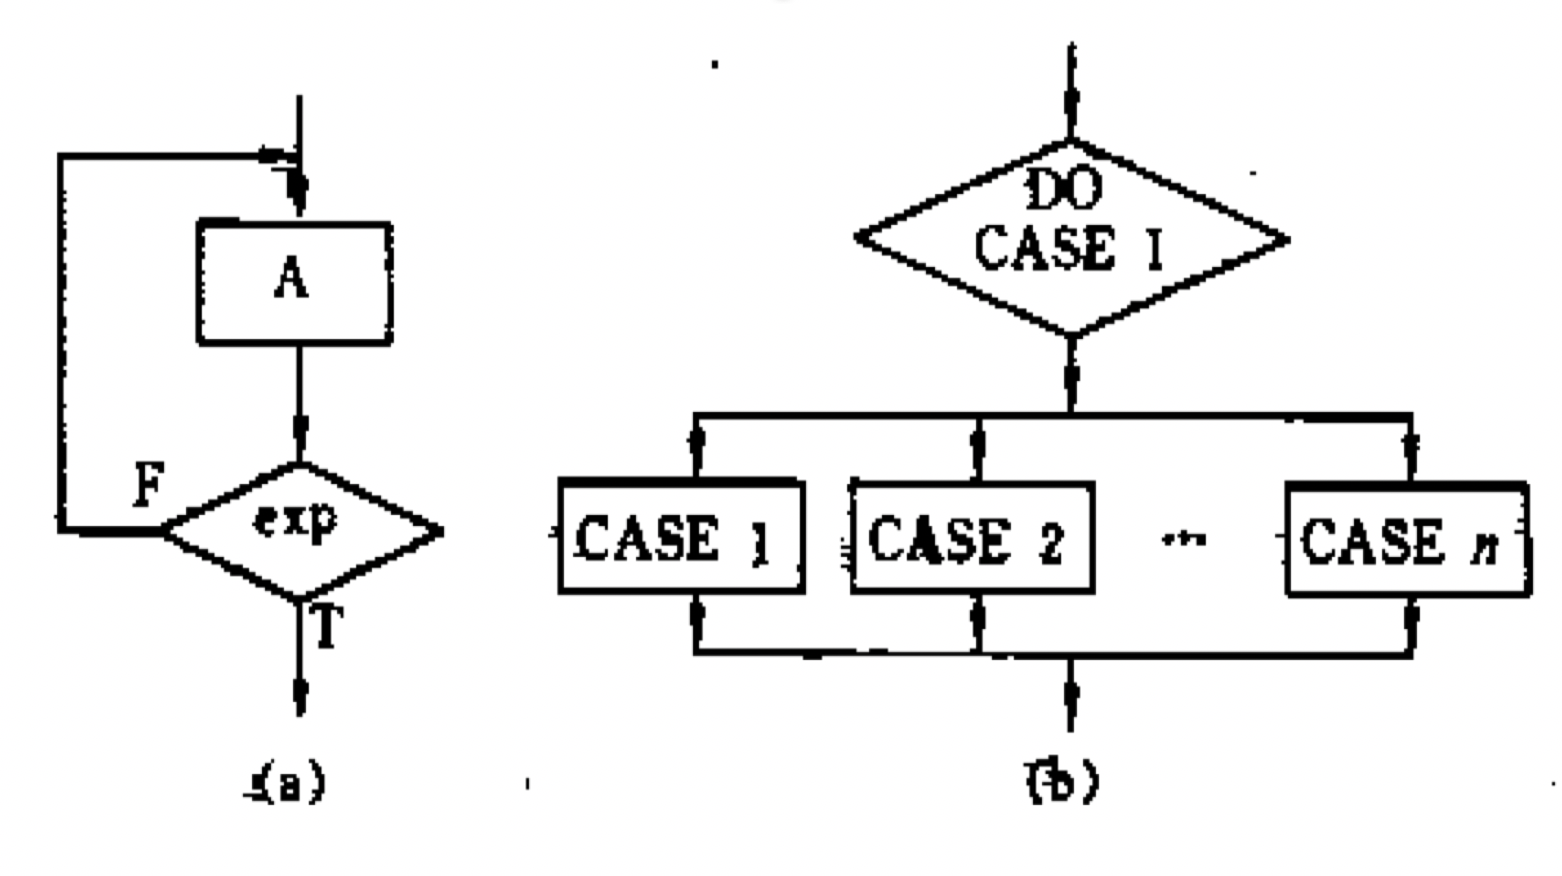 A
F
exp
T
(a)
DO
CASE I
CASE 1
CASE 2
...
CASE n
(b)